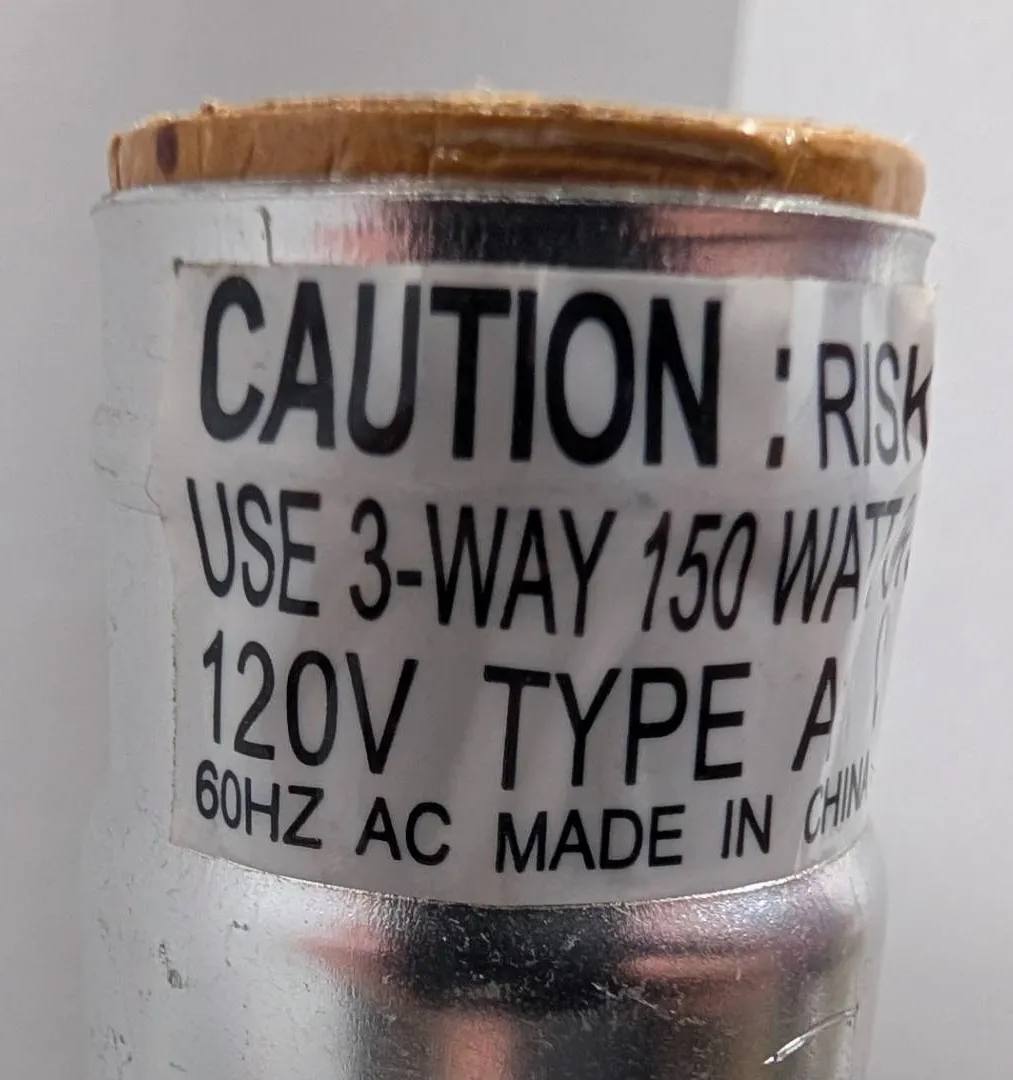 CAUTION : RISK
USE 3-WAY 150 WATT
120V TYPE A
60HZ AC MADE IN CHINA